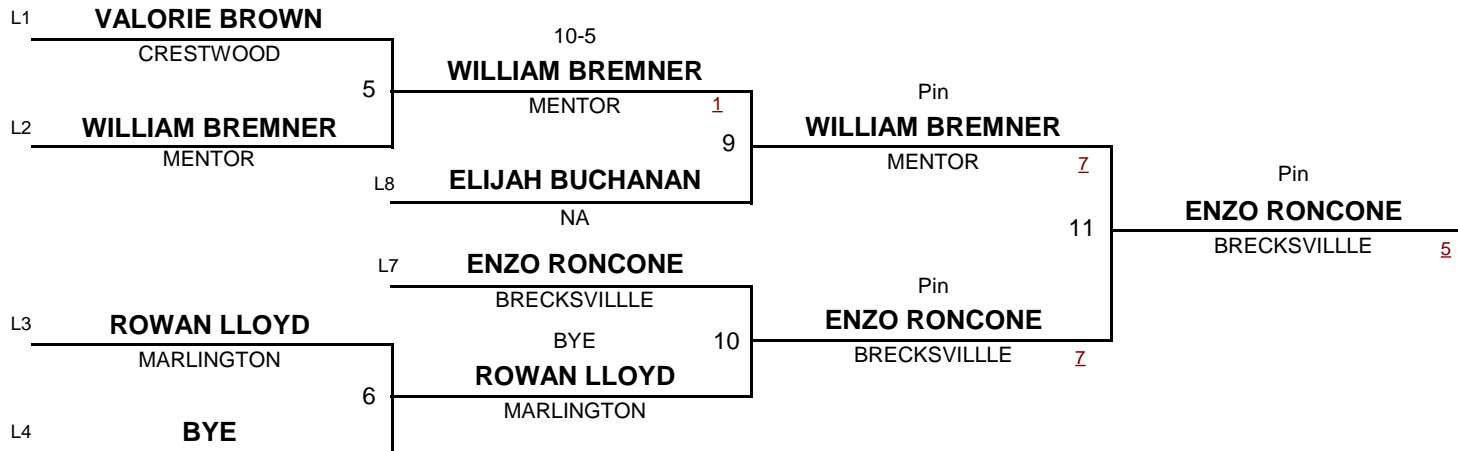 L1 VALORIE BROWN
CRESTWOOD
5
L2 WILLIAM BREMNER
MENTOR
10-5
WILLIAM BREMNER
MENTOR 1
9
L8 ELIJAH BUCHANAN
NA
Pin
WILLIAM BREMNER
MENTOR 7
11
Pin
ENZO RONCONE
BRECKSVILLLE 5
L7 ENZO RONCONE
BRECKSVILLLE
10
Pin
ENZO RONCONE
BRECKSVILLLE 7
L3 ROWAN LLOYD
MARLINGTON
6
L4 BYE
BYE
ROWAN LLOYD
MARLINGTON